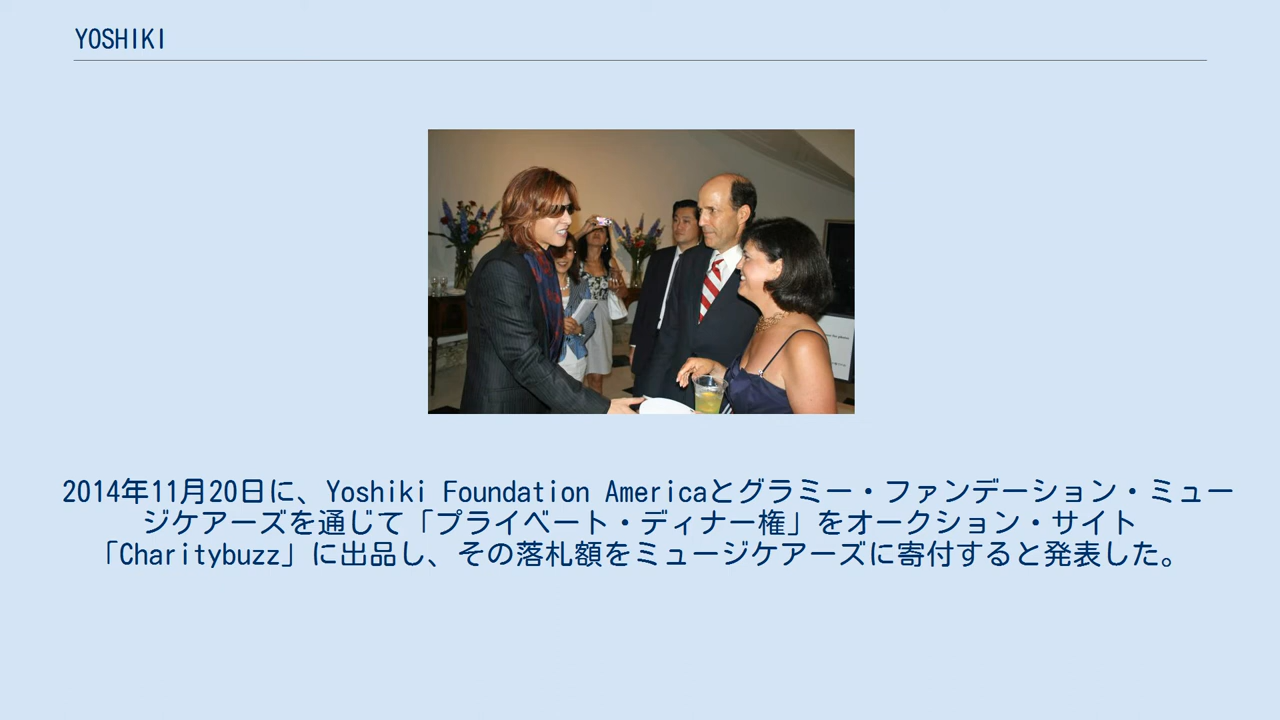 YOSHIKI
2014年11月20日に、Yoshiki Foundation Americaとグラミー・ファンデーション・ミュー
ジケアーズを通じて「プライベート・ディナー権」をオークション・サイト
「Charitybuzz」に出品し、その落札額をミュージケアーズに寄付すると発表した。